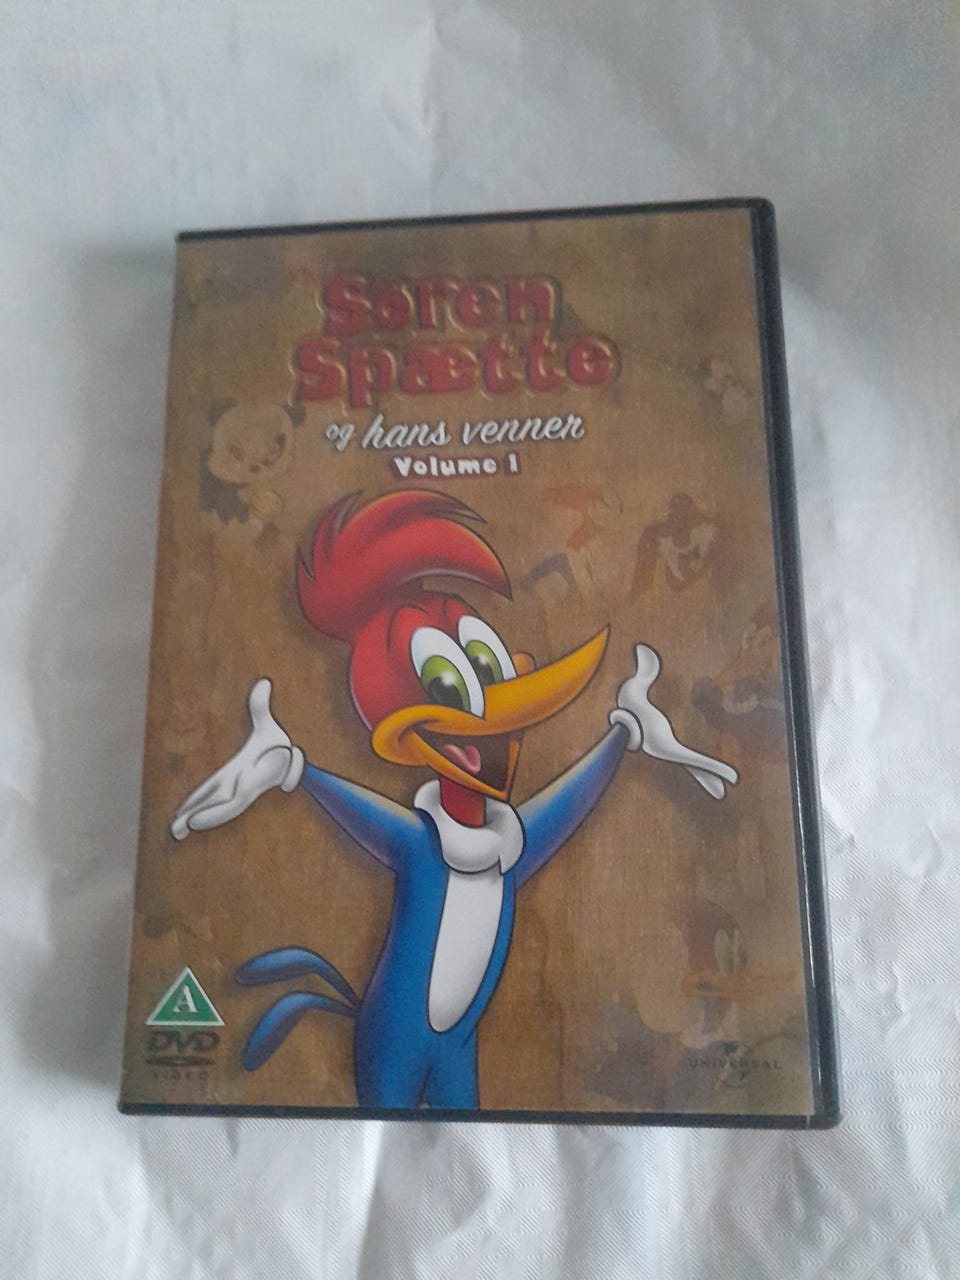 Søren
Spætte
og hans venner
Volume 1
A
DVD
VIDEO
UNIVERSAL